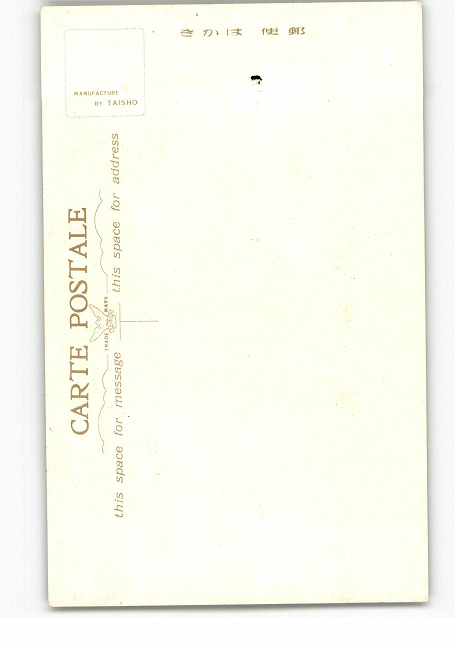 きかは便郵
MANUFACTURE
BY TAISHO
CARTE POSTALE
TRADE MARK
this space for message
this space for address